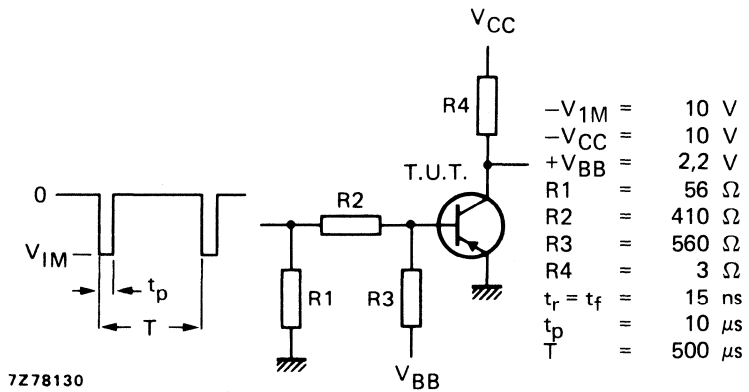 V_CC
R4
T.U.T.
0
R2
V_IM
t_p
R1
R3
T
V_BB
7Z78130
−V_1M = 10 V
−V_CC = 10 V
+V_BB = 2,2 V
R1 = 56 Ω
R2 = 410 Ω
R3 = 560 Ω
R4 = 3 Ω
t_r = t_f = 15 ns
t_p = 10 μs
T = 500 μs